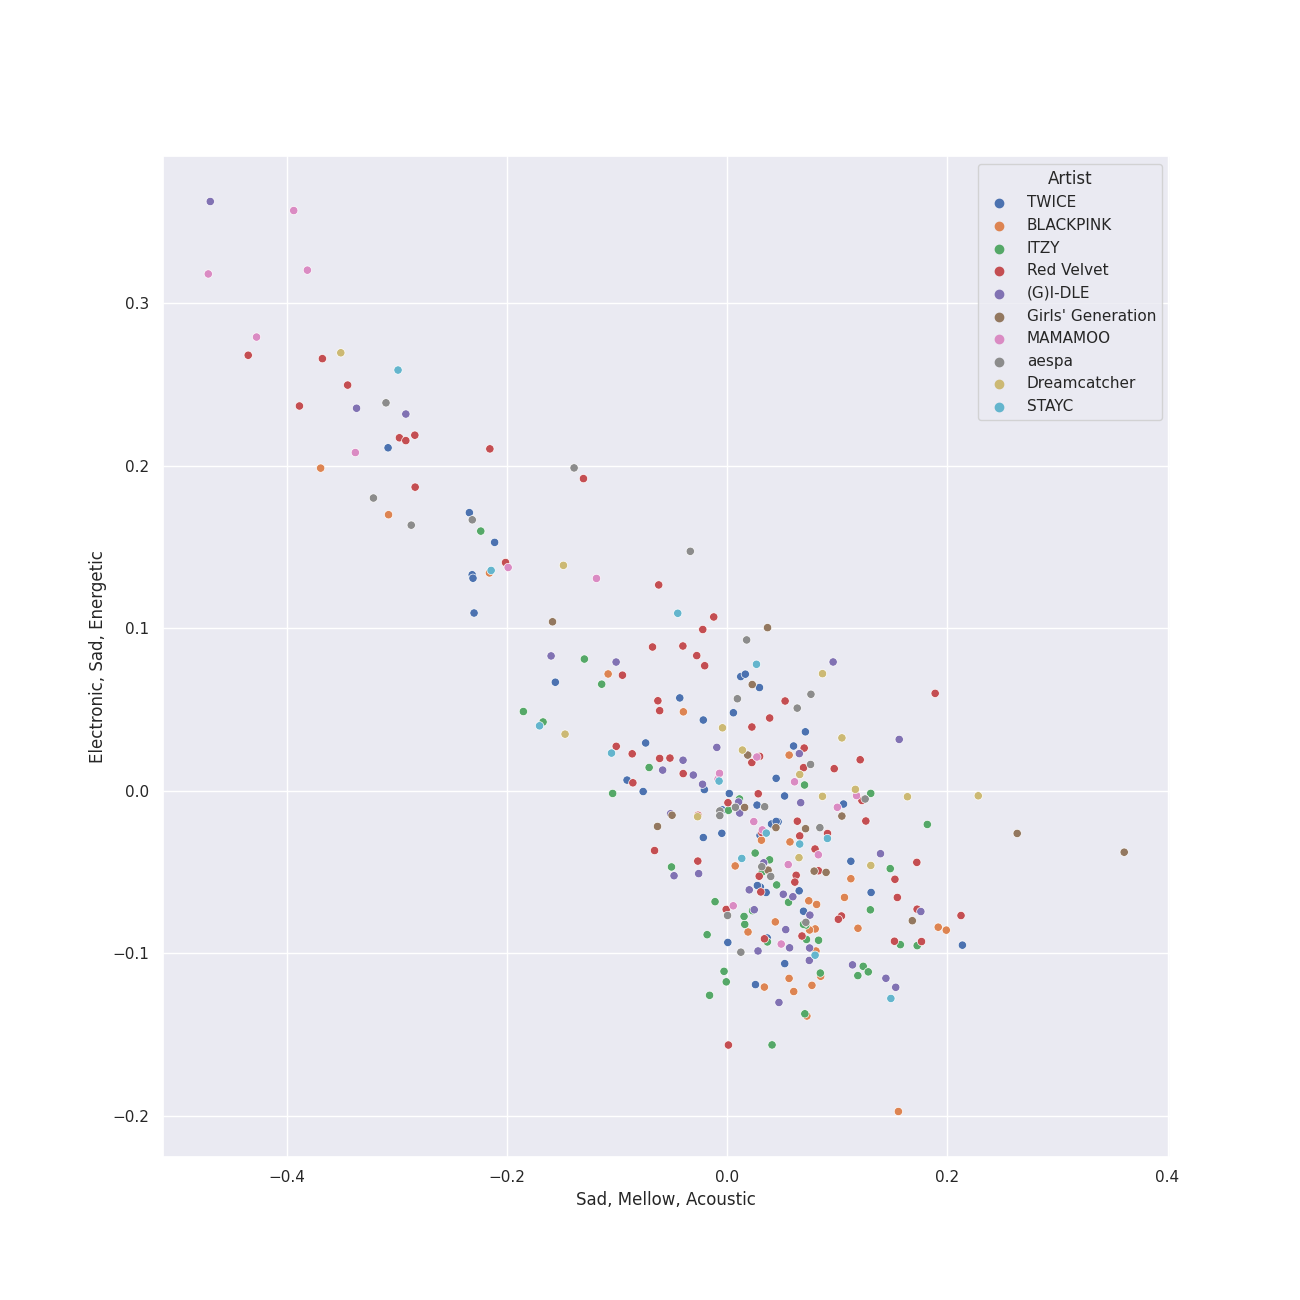 Artist
TWICE
BLACKPINK
ITZY
Red Velvet
(G)I-DLE
Girls' Generation
MAMAMOO
aespa
Dreamcatcher
STAYC
Electronic, Sad, Energetic
0.3
0.2
0.1
0.0
−0.1
−0.2
−0.4
−0.2
0.0
0.2
0.4
Sad, Mellow, Acoustic